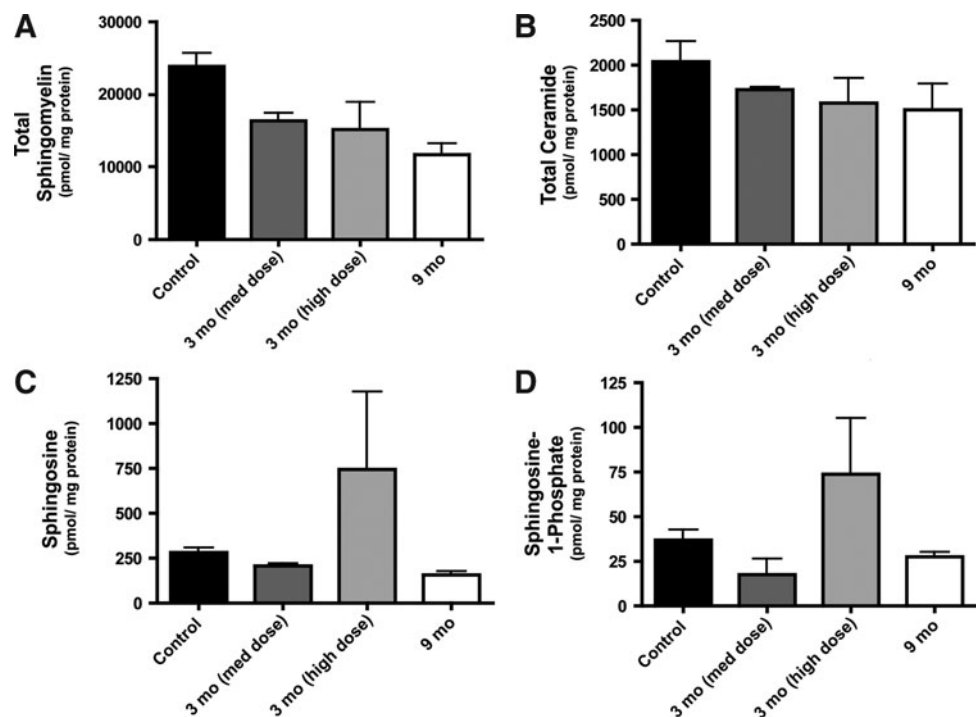 A
Total
Sphingomyelin
(pmol/ mg protein)
30000
20000
10000
0
Control
3 mo (med dose)
3 mo (high dose)
9 mo
B
Total Ceramide
(pmol/ mg protein)
2500
2000
1500
1000
500
0
Control
3 mo (med dose)
3 mo (high dose)
9 mo
C
Sphingosine
(pmol/ mg protein)
1250
1000
750
500
250
0
Control
3 mo (med dose)
3 mo (high dose)
9 mo
D
Sphingosine-
1-Phosphate
(pmol/ mg protein)
125
100
75
50
25
0
Control
3 mo (med dose)
3 mo (high dose)
9 mo